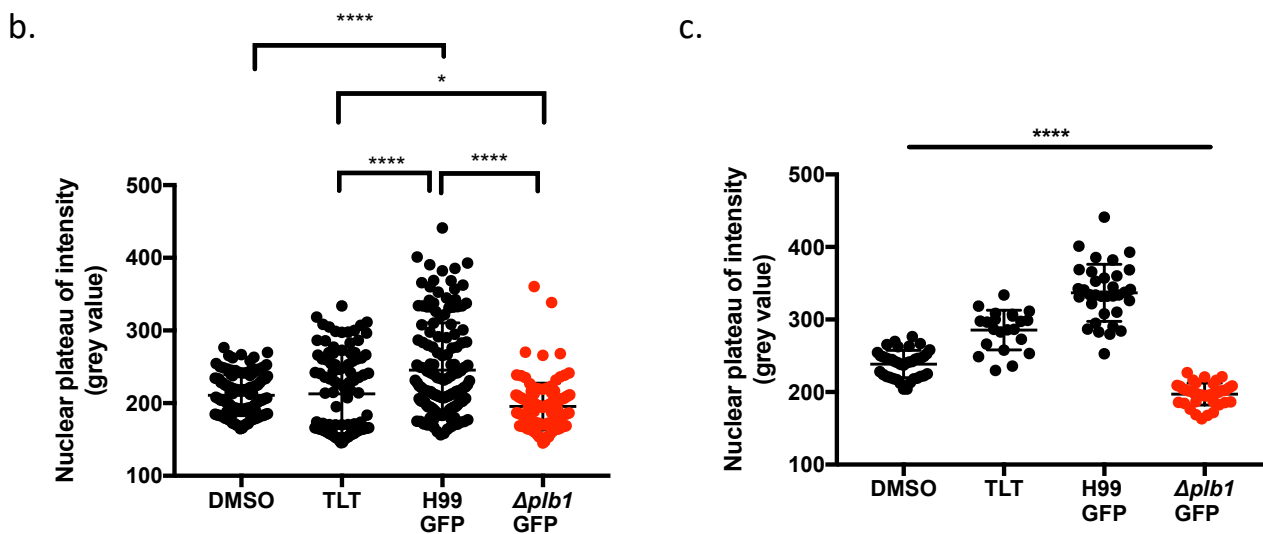 b.
****
*
****
****
Nuclear plateau of intensity
(grey value)
500
400
300
200
100
DMSO
TLT
H99
GFP
Δplb1
GFP
c.
****
Nuclear plateau of intensity
(grey value)
500
400
300
200
100
DMSO
TLT
H99
GFP
Δplb1
GFP